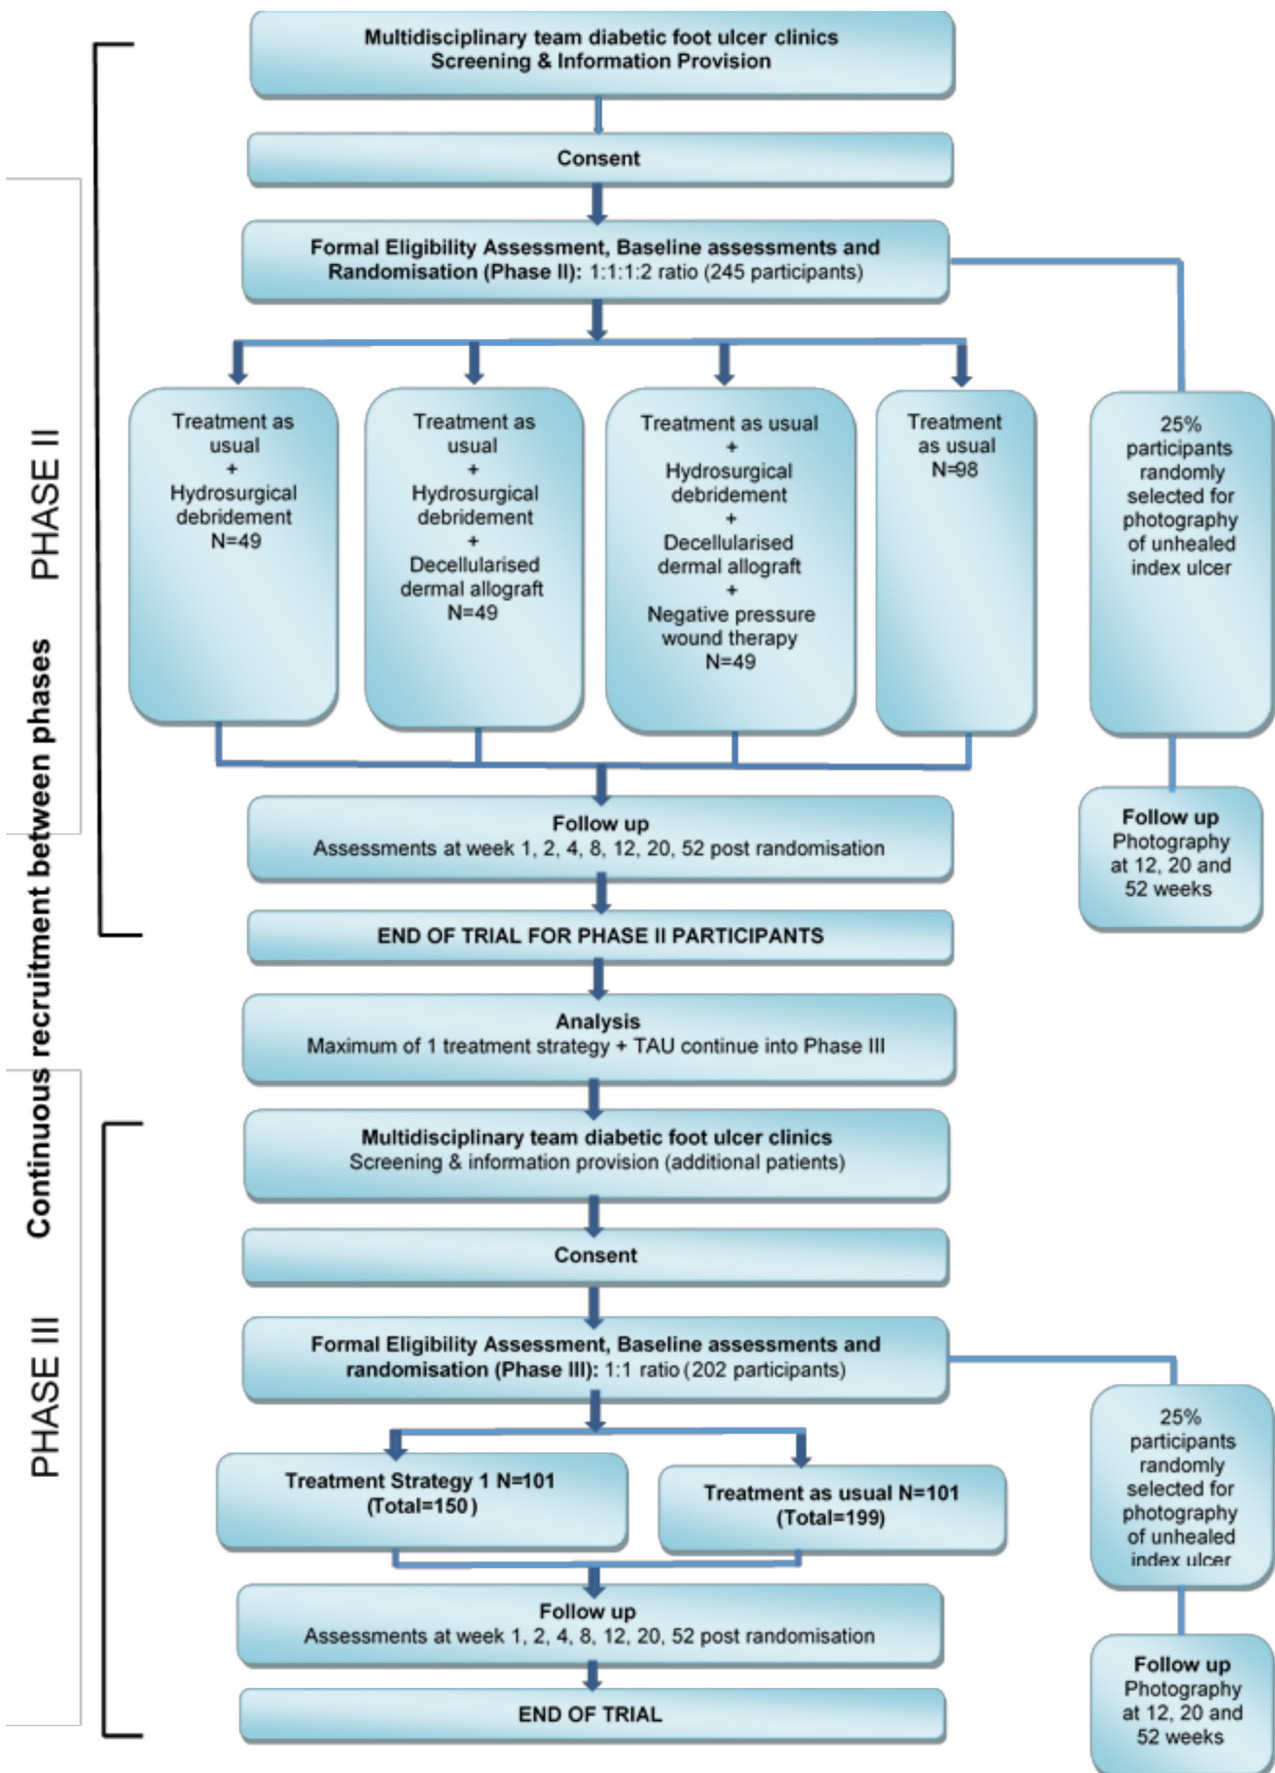 Multidisciplinary team diabetic foot ulcer clinics
Screening & Information Provision
Consent
Formal Eligibility Assessment, Baseline assessments and
Randomisation (Phase II): 1:1:1:2 ratio (245 participants)
Treatment as
usual
+
Hydrosurgical
debridement
N=49
Treatment as
usual
+
Hydrosurgical
debridement
+
Decellularised
dermal allograft
N=49
Treatment as usual
+
Hydrosurgical
debridement
+
Decellularised
dermal allograft
+
Negative pressure
wound therapy
N=49
Treatment
as usual
N=98
25%
participants
randomly
selected for
photography
of unhealed
index ulcer
Follow up
Assessments at week 1, 2, 4, 8, 12, 20, 52 post randomisation
Follow up
Photography
at 12, 20 and
52 weeks
END OF TRIAL FOR PHASE II PARTICIPANTS
Analysis
Maximum of 1 treatment strategy + TAU continue into Phase III
Multidisciplinary team diabetic foot ulcer clinics
Screening & information provision (additional patients)
Consent
Formal Eligibility Assessment, Baseline assessments and
randomisation (Phase III): 1:1 ratio (202 participants)
Treatment Strategy 1 N=101
(Total=150)
Treatment as usual N=101
(Total=199)
25%
participants
randomly
selected for
photography
of unhealed
index ulcer
Follow up
Assessments at week 1, 2, 4, 8, 12, 20, 52 post randomisation
END OF TRIAL
Follow up
Photography
at 12, 20 and
52 weeks
PHASE II
Continuous recruitment between phases
PHASE III